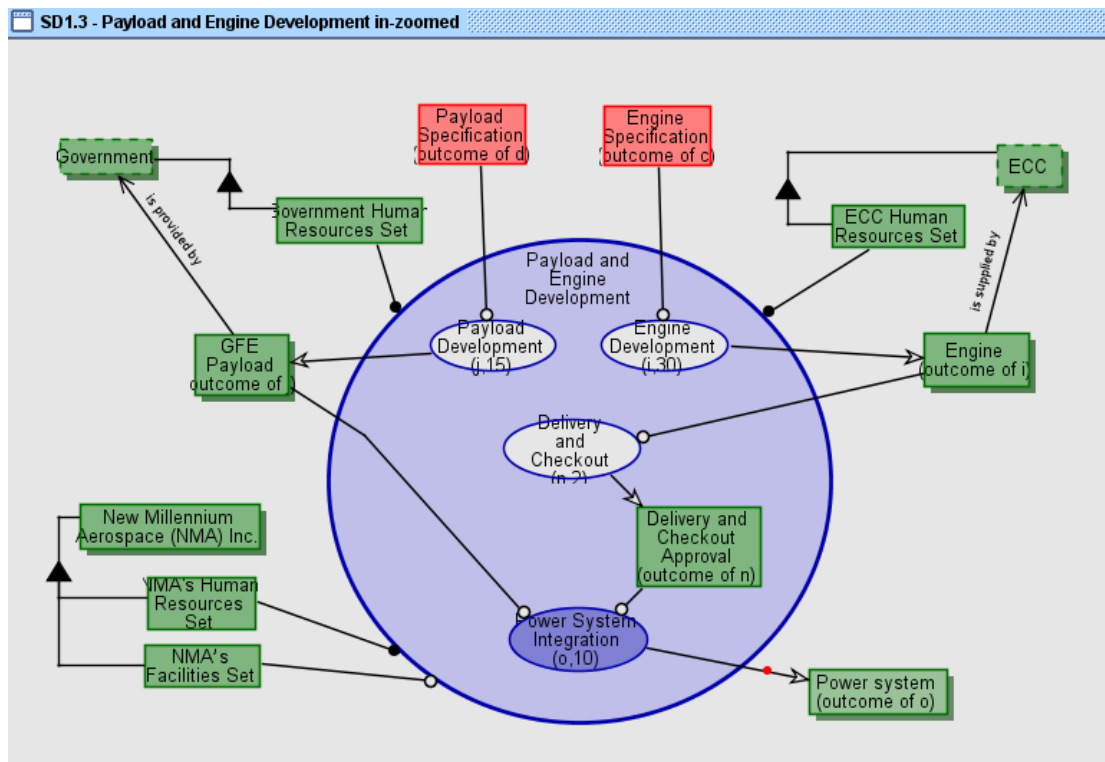 SD1.3 - Payload and Engine Development in-zoomed
Payload
Specification
(outcome of d)
Engine
Specification
(outcome of c)
Government
ECC
is provided by
Government Human
Resources Set
ECC Human
Resources Set
is supplied by
Payload and
Engine
Development
Payload
Development
(j,15)
Engine
Development
(i,30)
GFE
Payload
outcome of
Engine
(outcome of i)
Delivery
and
Checkout
(n,2)
New Millennium
Aerospace (NMA) Inc.
Delivery and
Checkout
Approval
(outcome of n)
NMA's Human
Resources
Set
Power System
Integration
(o,10)
NMA's
Facilities Set
Power system
(outcome of o)